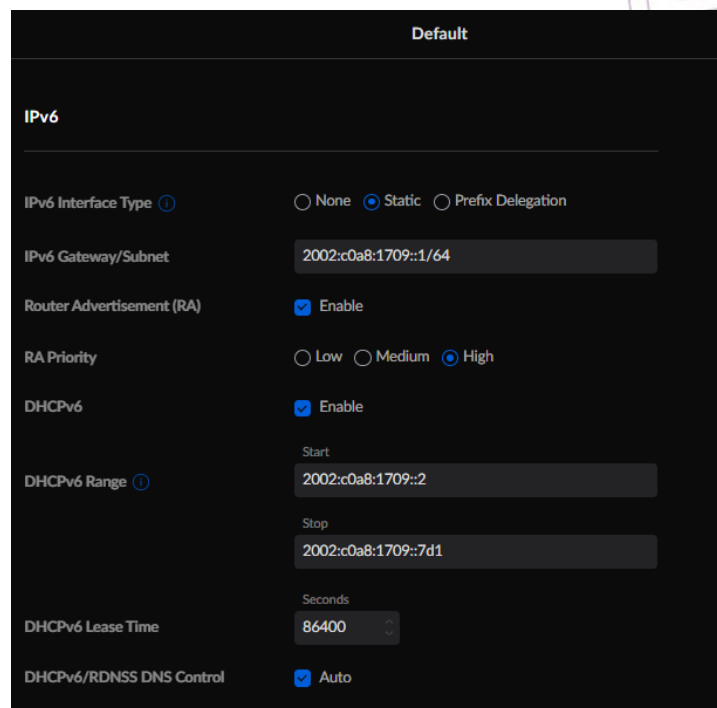 Default
IPv6
IPv6 Interface Type
None Static Prefix Delegation
IPv6 Gateway/Subnet 2002:c0a8:1709::1/64
Router Advertisement (RA) Enable
RA Priority Low Medium High
DHCPv6 Enable
Start
DHCPv6 Range 2002:c0a8:1709::2
Stop
2002:c0a8:1709::7d1
Seconds
DHCPv6 Lease Time 86400
DHCPv6/RDNSS DNS Control Auto